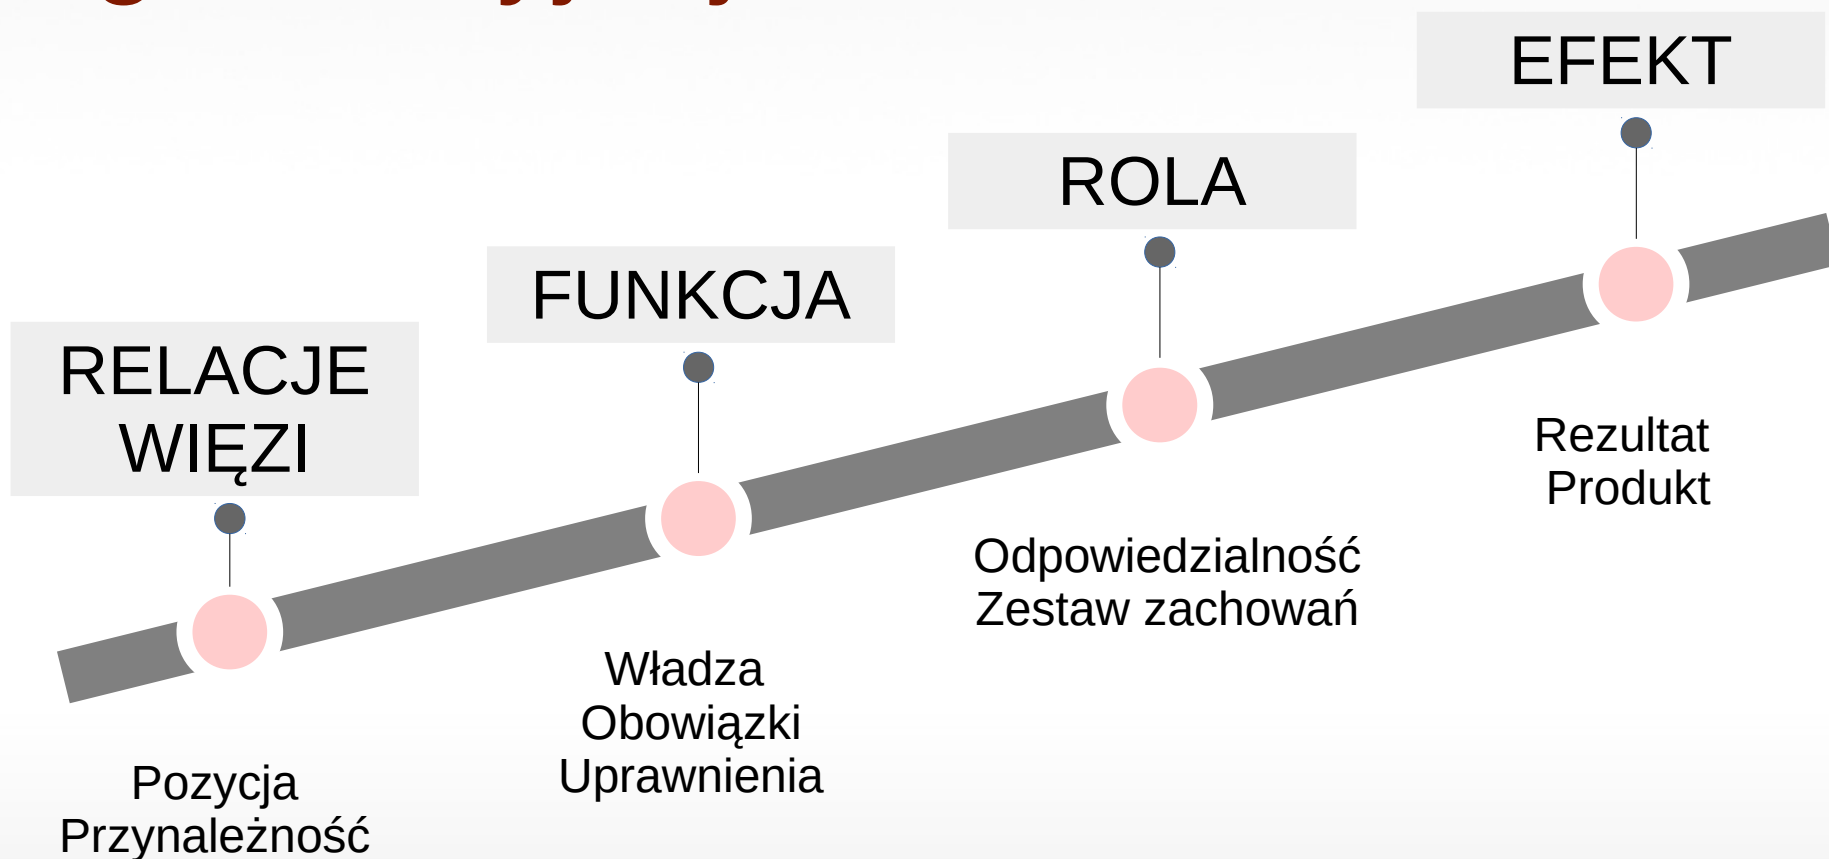 RELACJE
WIĘZI
Pozycja
Przynależność
FUNKCJA
Władza
Obowiązki
Uprawnienia
ROLA
Odpowiedzialność
Zestaw zachowań
EFEKT
Rezultat
Produkt